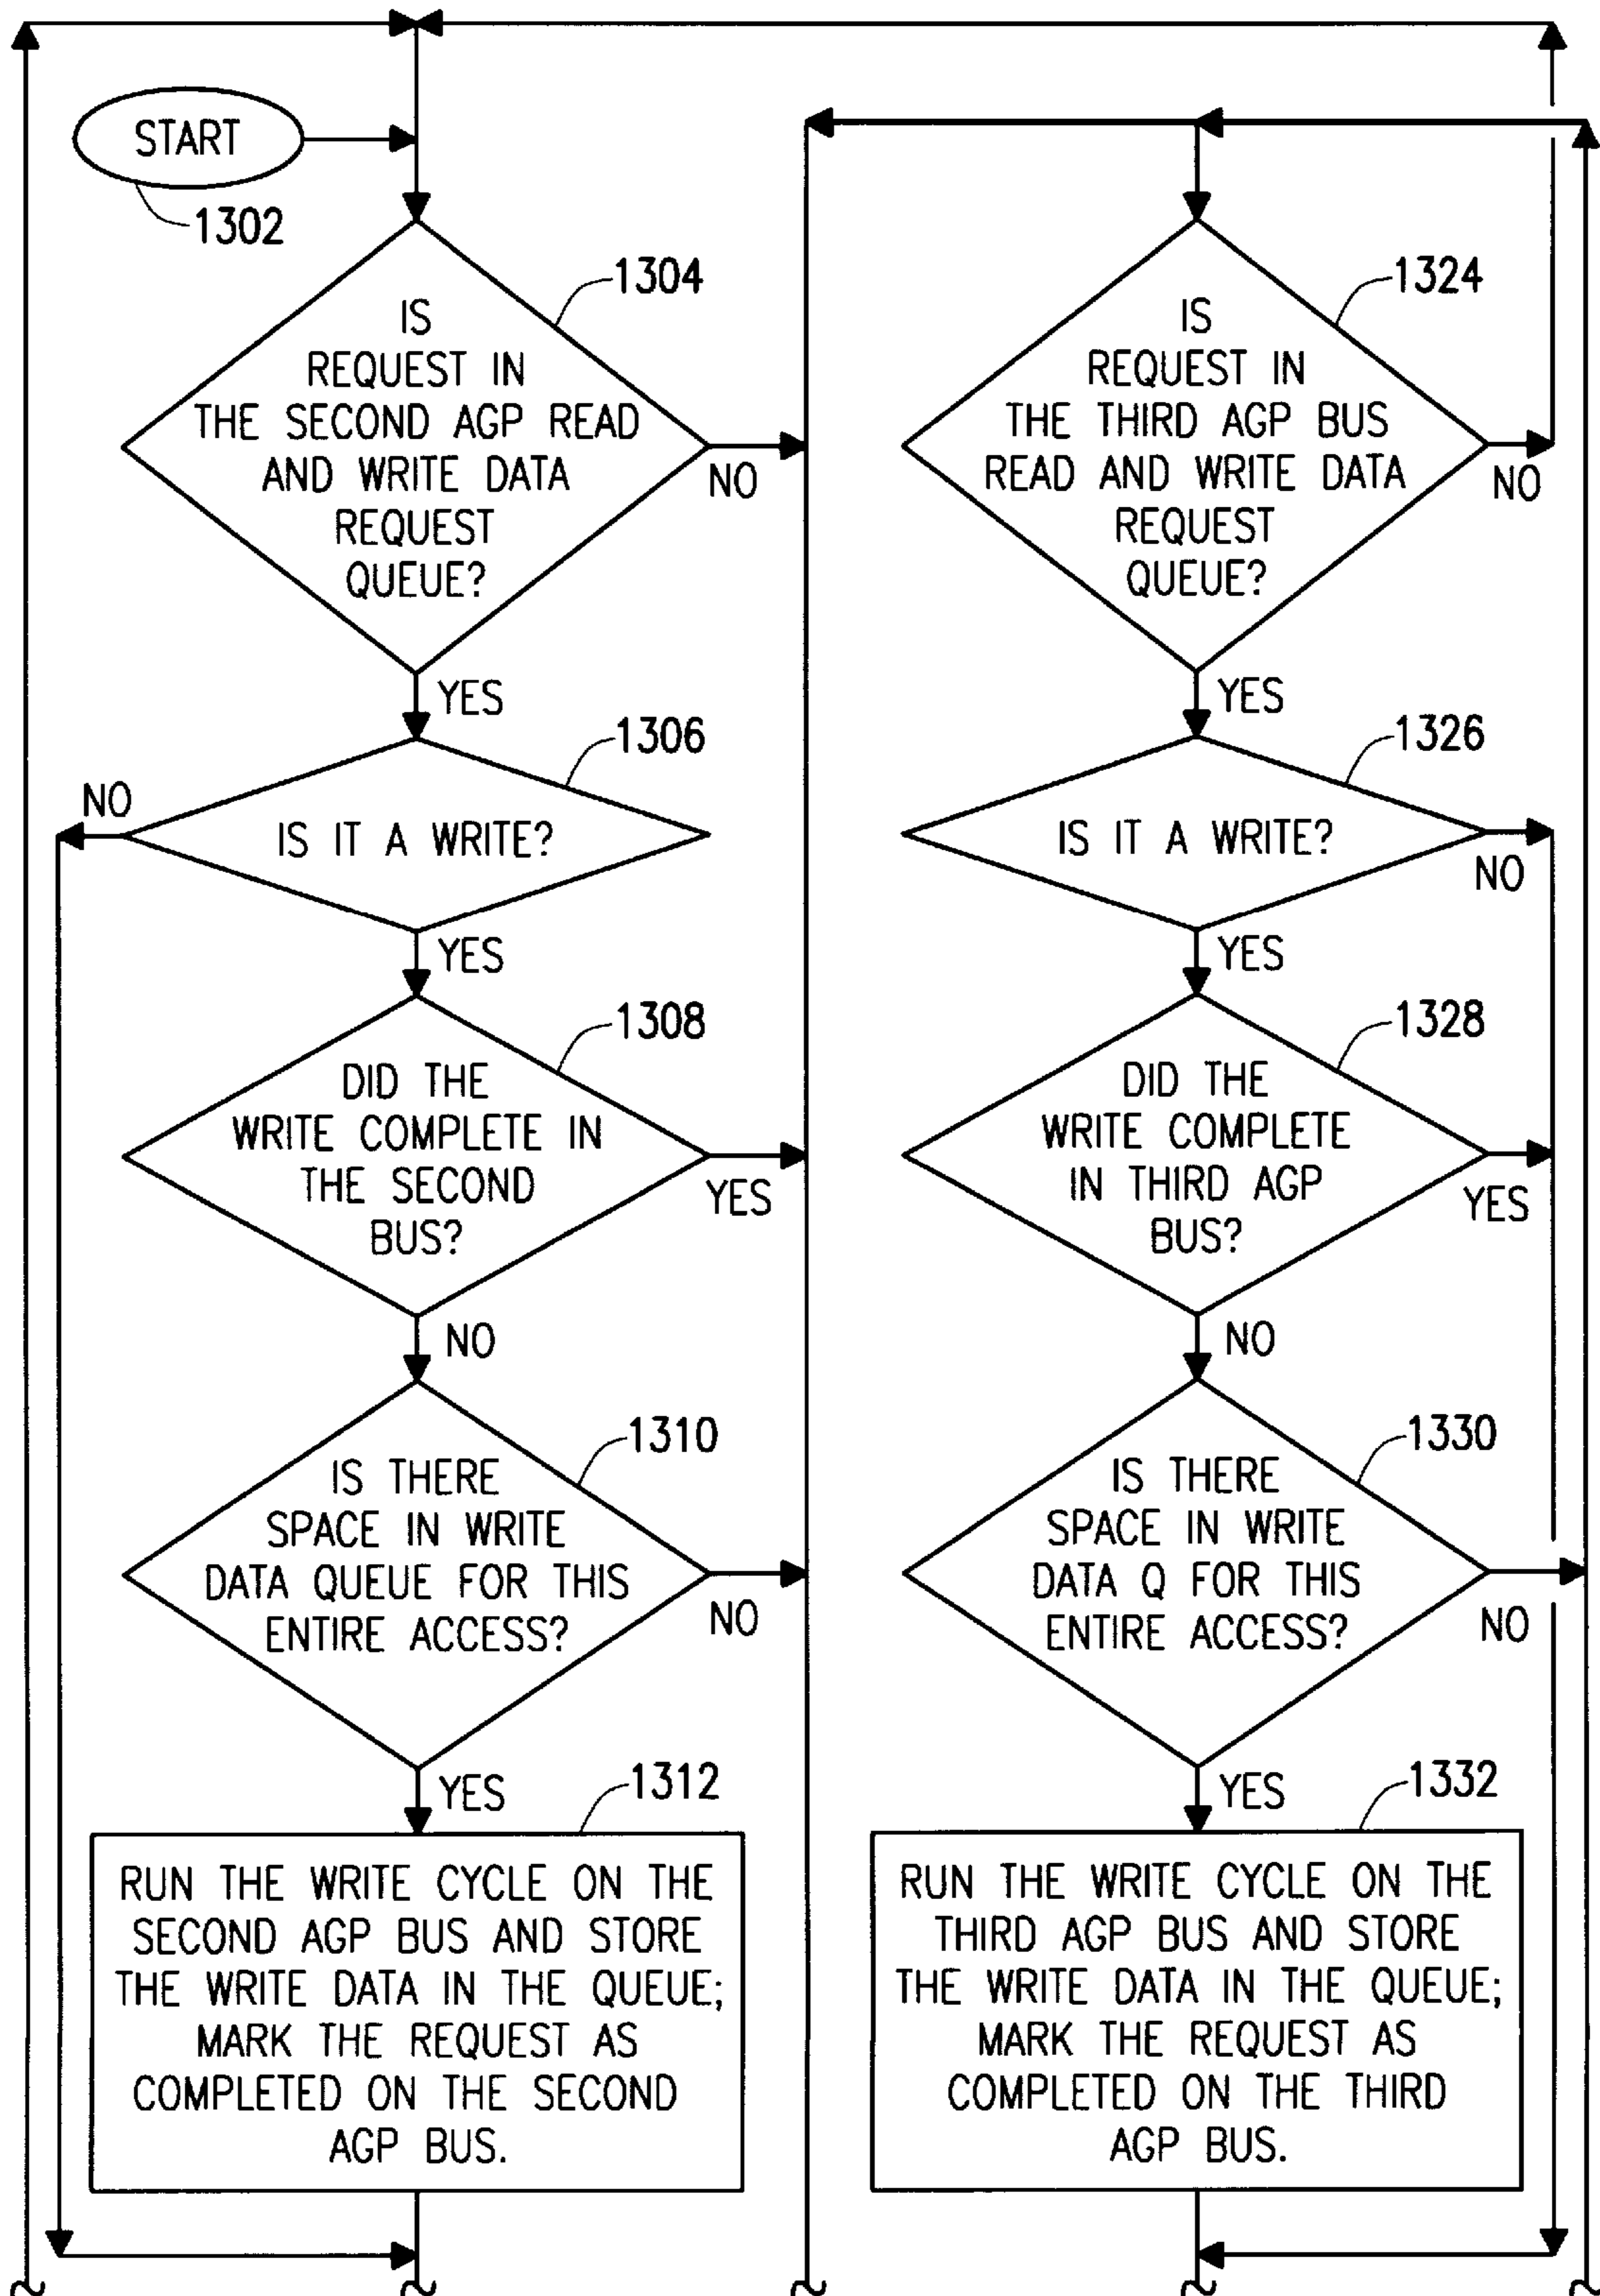 START
1302
1304
IS
REQUEST IN
THE SECOND AGP READ
AND WRITE DATA
REQUEST
QUEUE?
NO
YES
1306
NO
IS IT A WRITE?
YES
1308
DID THE
WRITE COMPLETE IN
THE SECOND
BUS?
YES
NO
1310
IS THERE
SPACE IN WRITE
DATA QUEUE FOR THIS
ENTIRE ACCESS?
NO
YES
1312
RUN THE WRITE CYCLE ON THE
SECOND AGP BUS AND STORE
THE WRITE DATA IN THE QUEUE;
MARK THE REQUEST AS
COMPLETED ON THE SECOND
AGP BUS.
1324
IS
REQUEST IN
THE THIRD AGP BUS
READ AND WRITE DATA
REQUEST
QUEUE?
NO
YES
1326
IS IT A WRITE?
NO
YES
1328
DID THE
WRITE COMPLETE
IN THIRD AGP
BUS?
YES
NO
1330
IS THERE
SPACE IN WRITE
DATA Q FOR THIS
ENTIRE ACCESS?
NO
YES
1332
RUN THE WRITE CYCLE ON THE
THIRD AGP BUS AND STORE
THE WRITE DATA IN THE QUEUE;
MARK THE REQUEST AS
COMPLETED ON THE THIRD
AGP BUS.